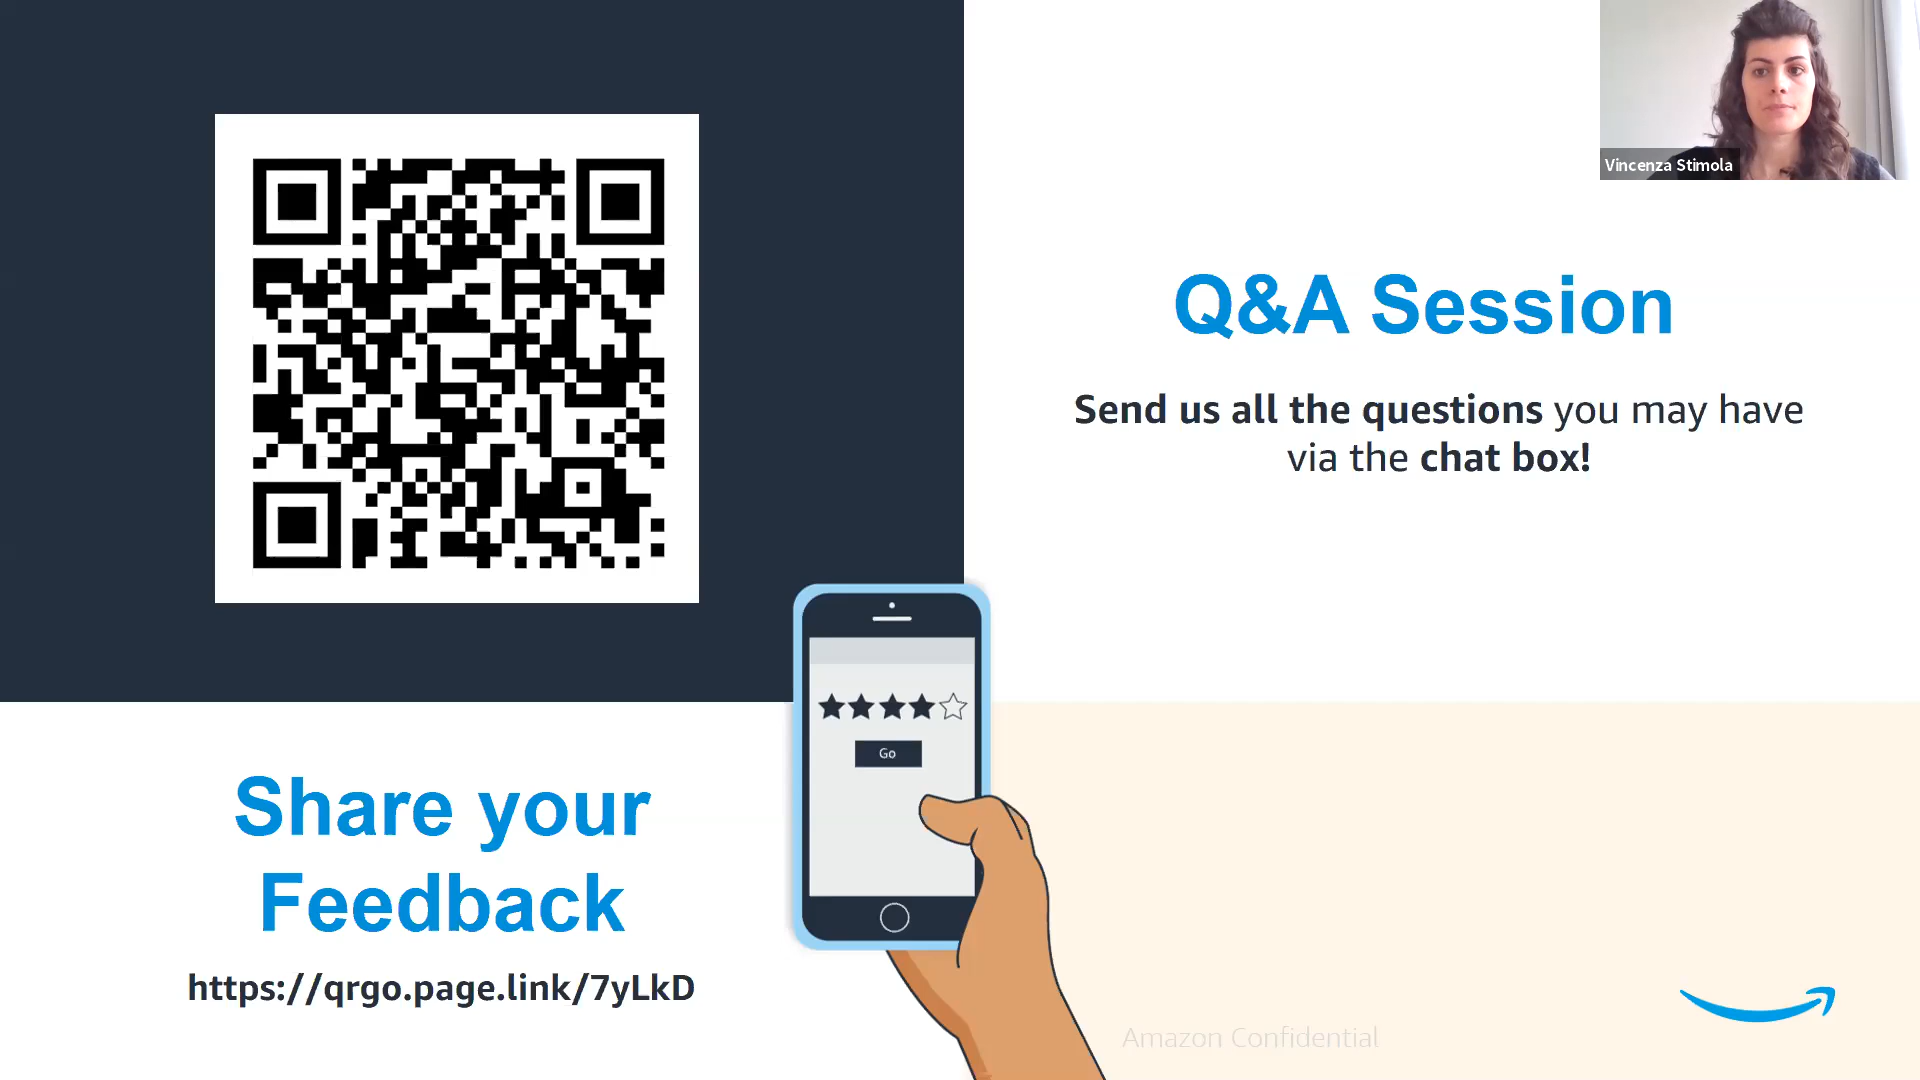 Vincenza Stimola
Q&A Session
Send us all the questions you may have
via the chat box!
Go
Share your
Feedback
https://qrgo.page.link/7yLkD
Amazon Confidential